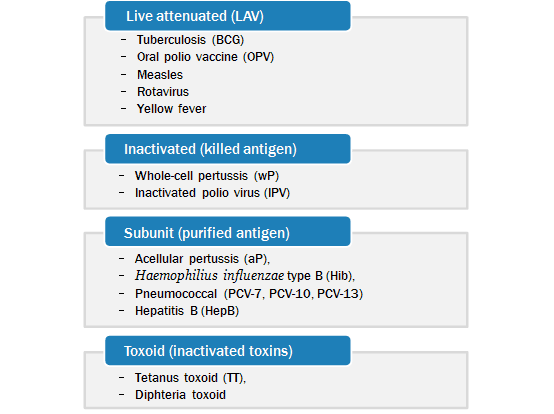 Live attenuated (LAV)
– Tuberculosis (BCG)
– Oral polio vaccine (OPV)
– Measles
– Rotavirus
– Yellow fever
Inactivated (killed antigen)
– Whole-cell pertussis (wP)
– Inactivated polio virus (IPV)
Subunit (purified antigen)
– Acellular pertussis (aP),
– Haemophilius influenzae type B (Hib),
– Pneumococcal (PCV-7, PCV-10, PCV-13)
– Hepatitis B (HepB)
Toxoid (inactivated toxins)
– Tetanus toxoid (TT),
– Diphteria toxoid